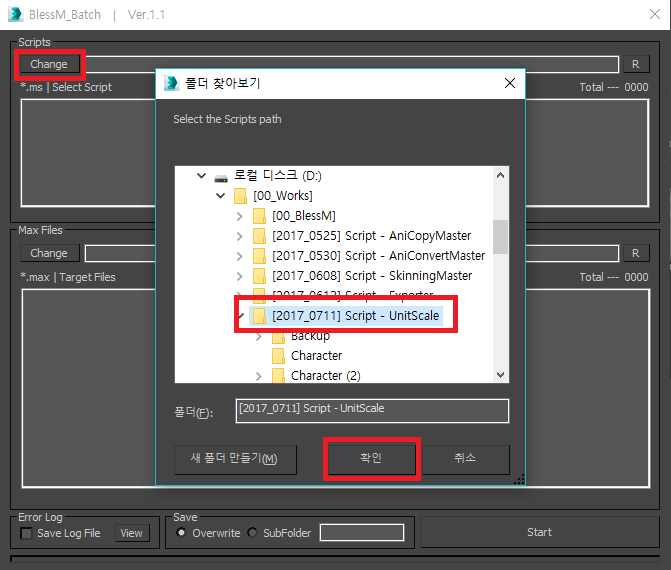 BlessM_Batch | Ver.1.1
Scripts
Change
R
*.ms | Select Script
Total --- 0000
폴더 찾아보기
Select the Scripts path
로컬 디스크 (D:)
[00_Works]
[00_BlessM]
[2017_0525] Script - AniCopyMaster
[2017_0530] Script - AniConvertMaster
[2017_0608] Script - SkinningMaster
[2017_0612] Script - Exporter
[2017_0711] Script - UnitScale
Backup
Character
Character (2)
폴더(F):
[2017_0711] Script - UnitScale
새 폴더 만들기(M)
확인
취소
Max Files
Change
R
*.max | Target Files
Total --- 0000
Error Log
Save Log File
View
Save
Overwrite
SubFolder
Start